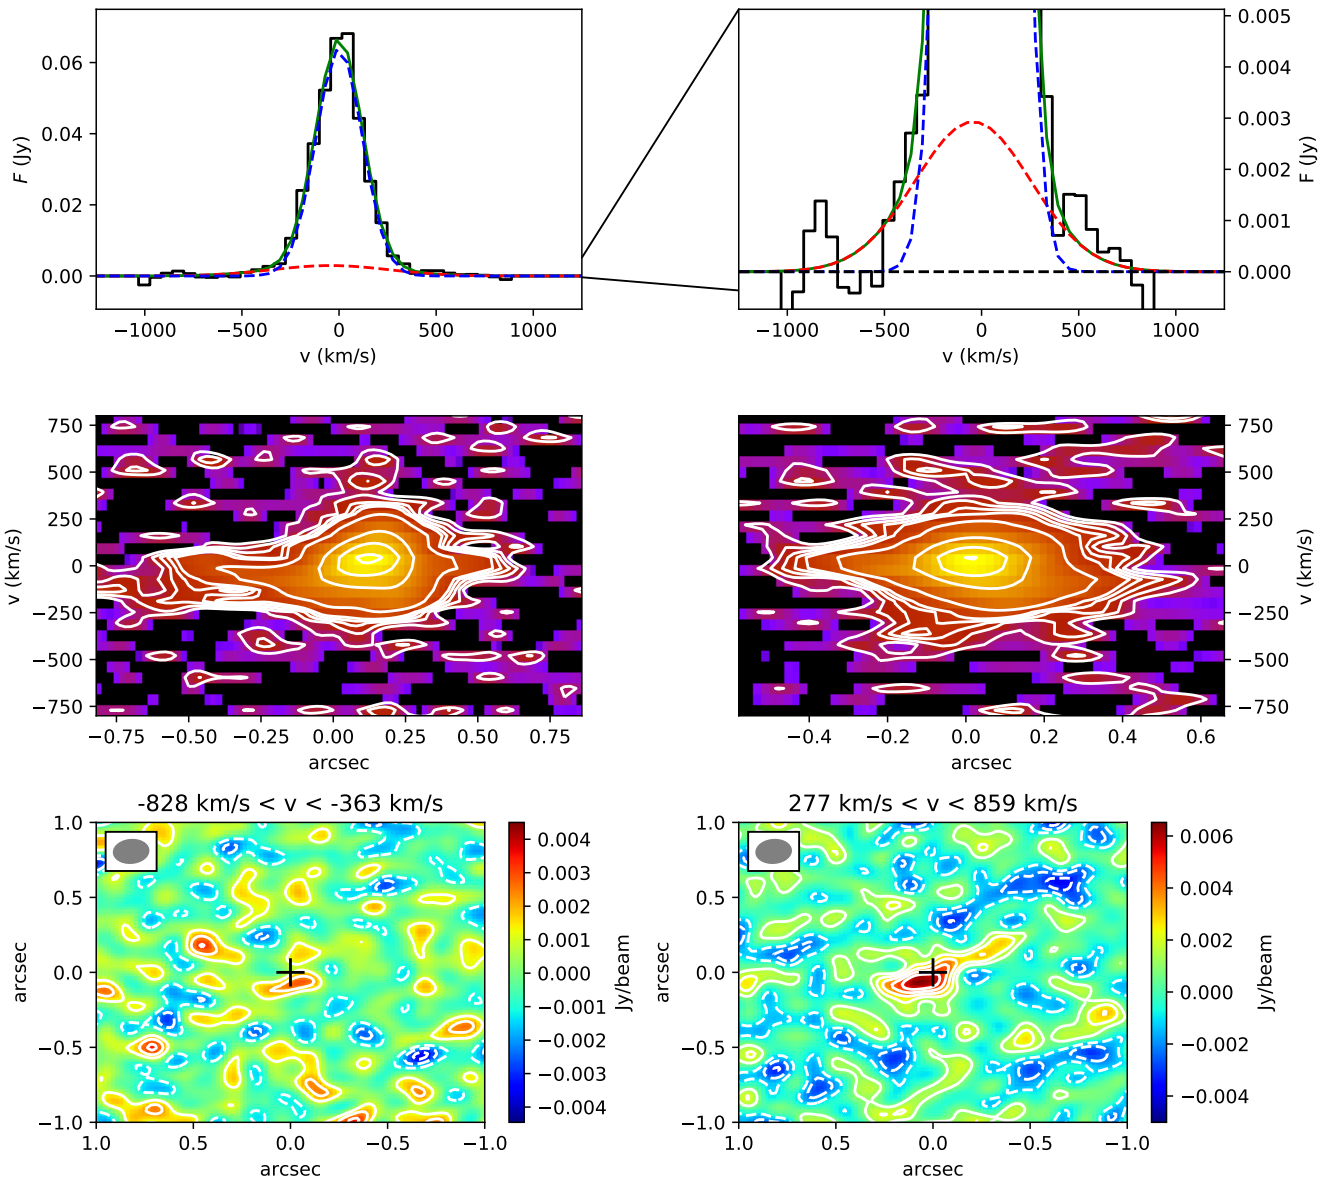 0.06
0.04
0.02
0.00
F (Jy)
−1000 −500 0 500 1000
v (km/s)
0.005
0.004
0.003
0.002
0.001
0.000
F (Jy)
−1000 −500 0 500 1000
v (km/s)
750
500
250
0
−250
−500
−750
v (km/s)
−0.75 −0.50 −0.25 0.00 0.25 0.50 0.75
arcsec
750
500
250
0
−250
−500
−750
v (km/s)
−0.4 −0.2 0.0 0.2 0.4 0.6
arcsec
-828 km/s < v < -363 km/s
1.0
0.5
0.0
−0.5
−1.0
arcsec
1.0 0.5 0.0 −0.5 −1.0
arcsec
0.004
0.003
0.002
0.001
0.000
−0.001
−0.002
−0.003
−0.004
Jy/beam
277 km/s < v < 859 km/s
1.0
0.5
0.0
−0.5
−1.0
arcsec
1.0 0.5 0.0 −0.5 −1.0
arcsec
0.006
0.004
0.002
0.000
−0.002
−0.004
Jy/beam